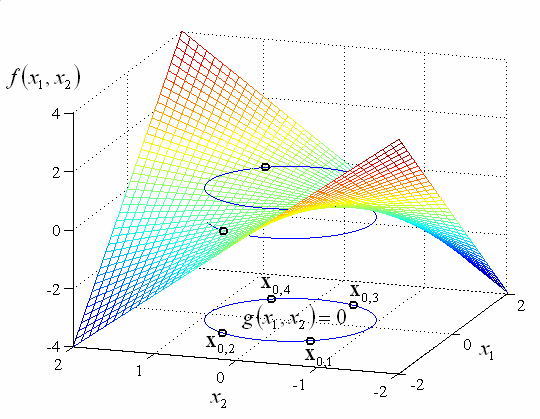 f(x₁, x₂)
4
2
0
-2
-4
x₀,₄
x₀,₃
g(x₁, x₂) = 0
x₀,₂
x₀,₁
2
1
0
-1
-2
x₂
-2
0
2
x₁